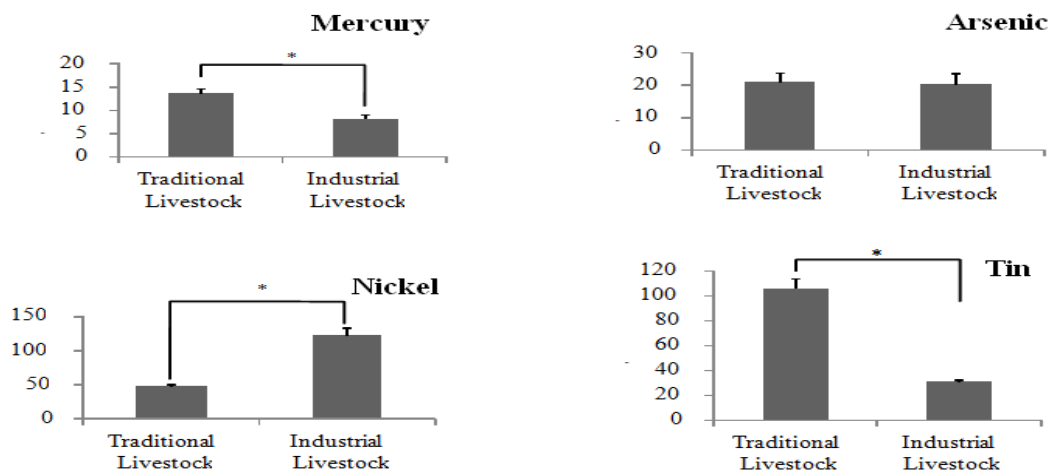 Mercury
*
20
15
10
5
0
Traditional Industrial
Livestock Livestock
Arsenic
30
20
10
0
Traditional Industrial
Livestock Livestock
Nickel
*
150
100
50
0
Traditional Industrial
Livestock Livestock
Tin
*
120
100
80
60
40
20
0
Traditional Industrial
Livestock Livestock